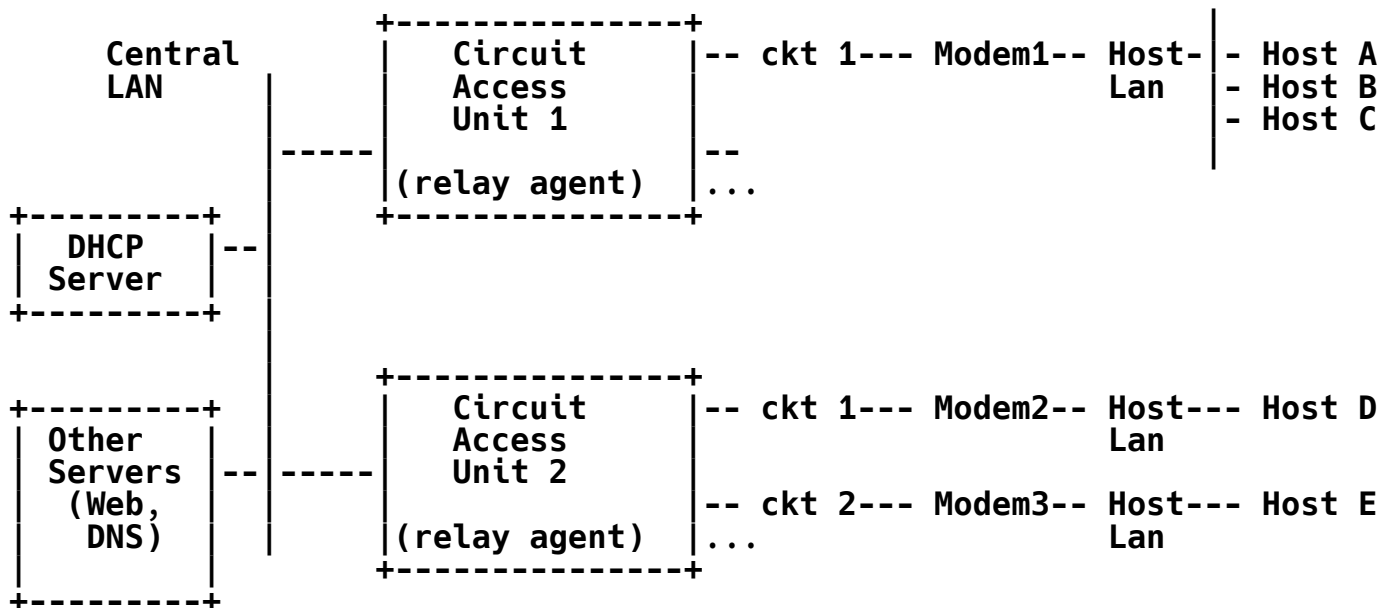 Central LAN
Circuit Access Unit 1
(relay agent)
-- ckt 1--- Modem1-- Host Lan
- Host A
- Host B
- Host C
--
...
DHCP Server
Other Servers (Web, DNS)
Circuit Access Unit 2
(relay agent)
-- ckt 1--- Modem2-- Host Lan --- Host D
-- ckt 2--- Modem3-- Host Lan --- Host E
...